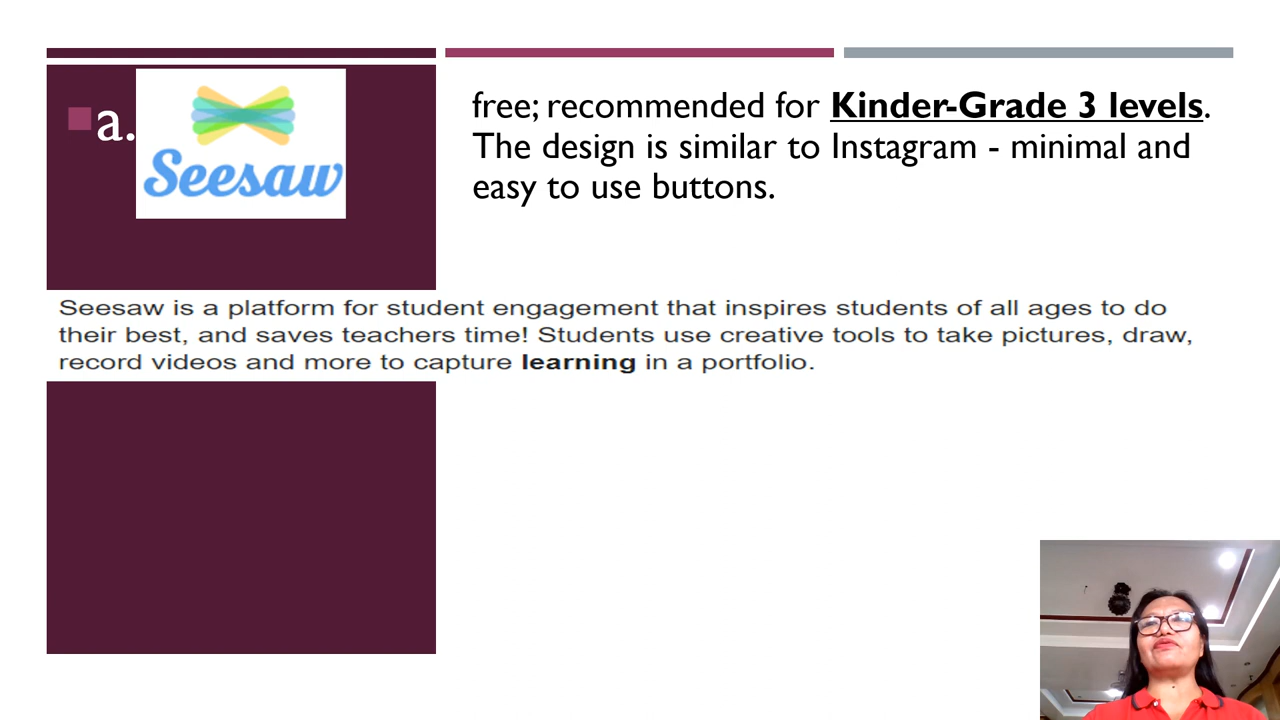 a.
Seesaw
free; recommended for Kinder-Grade 3 levels.
The design is similar to Instagram - minimal and
easy to use buttons.
Seesaw is a platform for student engagement that inspires students of all ages to do
their best, and saves teachers time! Students use creative tools to take pictures, draw,
record videos and more to capture learning in a portfolio.